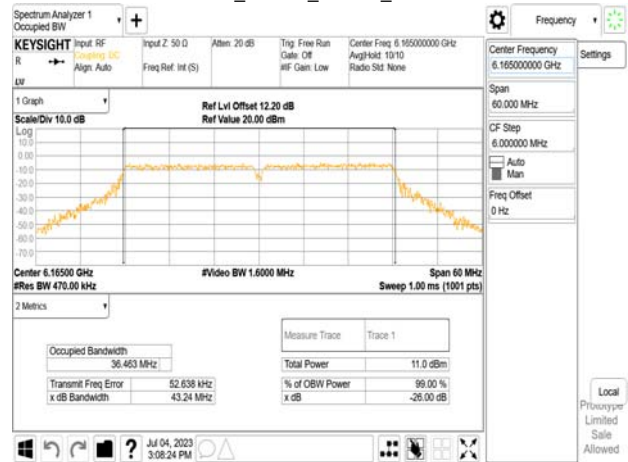 Spectrum Analyzer 1
Occupied BW
Frequency
KEYSIGHT
Input: RF
Coupling: DC
Align: Auto
Input Z: 50 Ω
Freq Ref: Int (S)
Atten: 20 dB
Trig: Free Run
Gate: Off
#IF Gain: Low
Center Freq: 6.165000000 GHz
Avg|Hold: 10/10
Radio Std: None
R
LV
Center Frequency
6.165000000 GHz
Settings
Span
60.000 MHz
CF Step
6.000000 MHz
Auto
Man
Freq Offset
0 Hz
1 Graph
Scale/Div 10.0 dB
Ref Lvl Offset 12.20 dB
Ref Value 20.00 dBm
Log
10.0
0.00
-10.0
-20.0
-30.0
-40.0
-50.0
-60.0
-70.0
Center 6.16500 GHz
#Res BW 470.00 kHz
#Video BW 1.6000 MHz
Span 60 MHz
Sweep 1.00 ms (1001 pts)
2 Metrics
Measure Trace
Trace 1
Occupied Bandwidth
36.463 MHz
Total Power
11.0 dBm
Transmit Freq Error
52.638 kHz
% of OBW Power
99.00 %
x dB Bandwidth
43.24 MHz
x dB
-26.00 dB
Local
Prototype
Limited
Sale
Allowed
?
Jul 04, 2023
3:08:24 PM